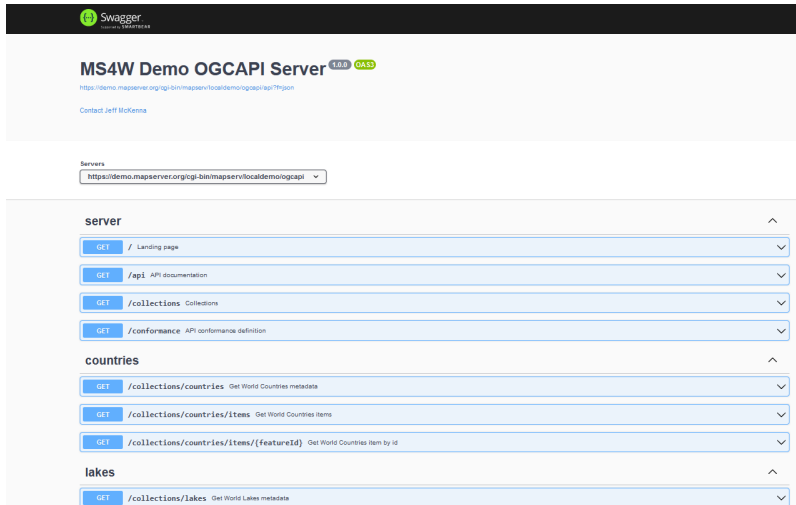 Swagger.
Supported by SMARTBEAR
MS4W Demo OGCAPI Server 1.0.0 OAS3
https://demo.mapserver.org/cgi-bin/mapserv/localdemo/ogcapi/api?f=json
Contact Jeff McKenna
Servers
https://demo.mapserver.org/cgi-bin/mapserv/localdemo/ogcapi
server
GET / Landing page
GET /api API documentation
GET /collections Collections
GET /conformance API conformance definition
countries
GET /collections/countries Get World Countries metadata
GET /collections/countries/items Get World Countries items
GET /collections/countries/items/{featureId} Get World Countries item by id
lakes
GET /collections/lakes Get World Lakes metadata